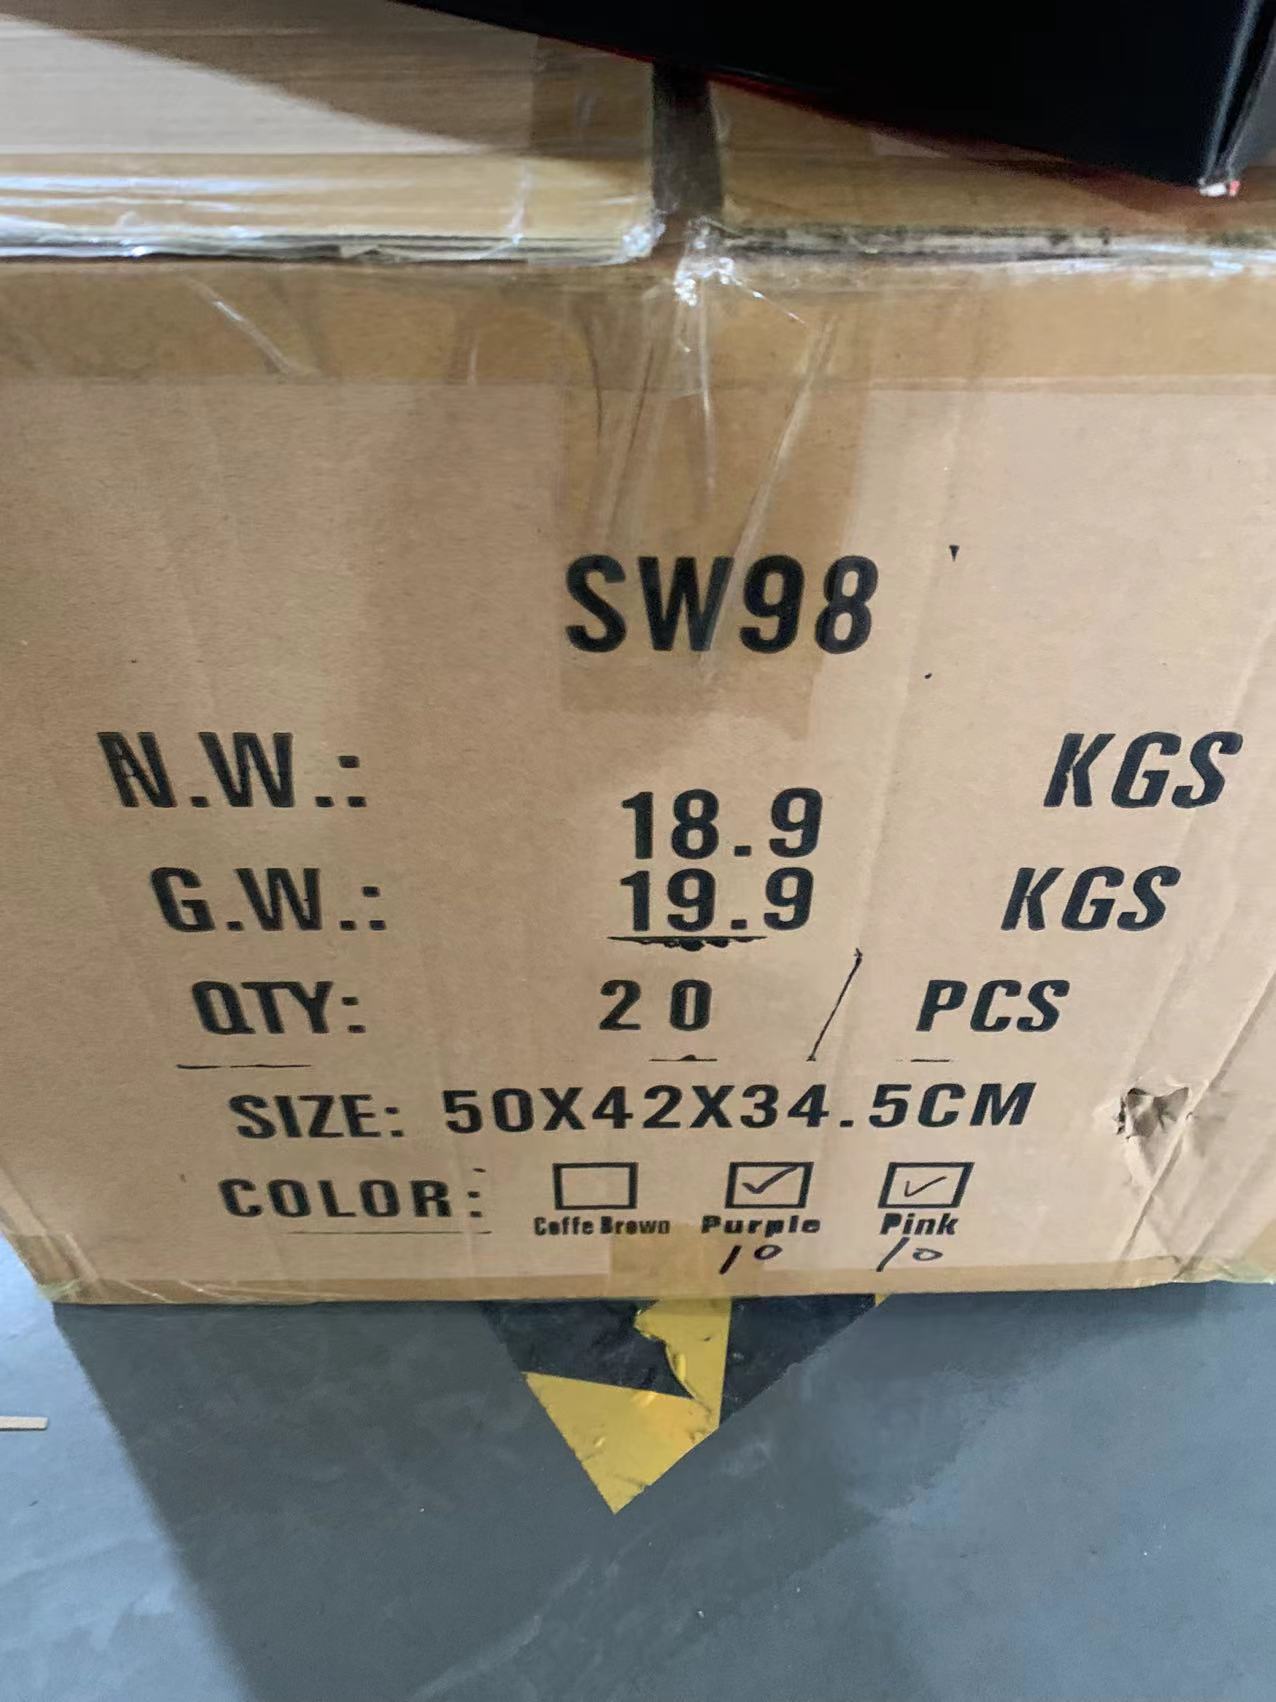 SW98
N.W.: 18.9 KGS
G.W.: 19.9 KGS
QTY: 20 / PCS
SIZE: 50X42X34.5CM
COLOR: ☐ ☑ ☑
Coffe Brown Purple Pink
10 10